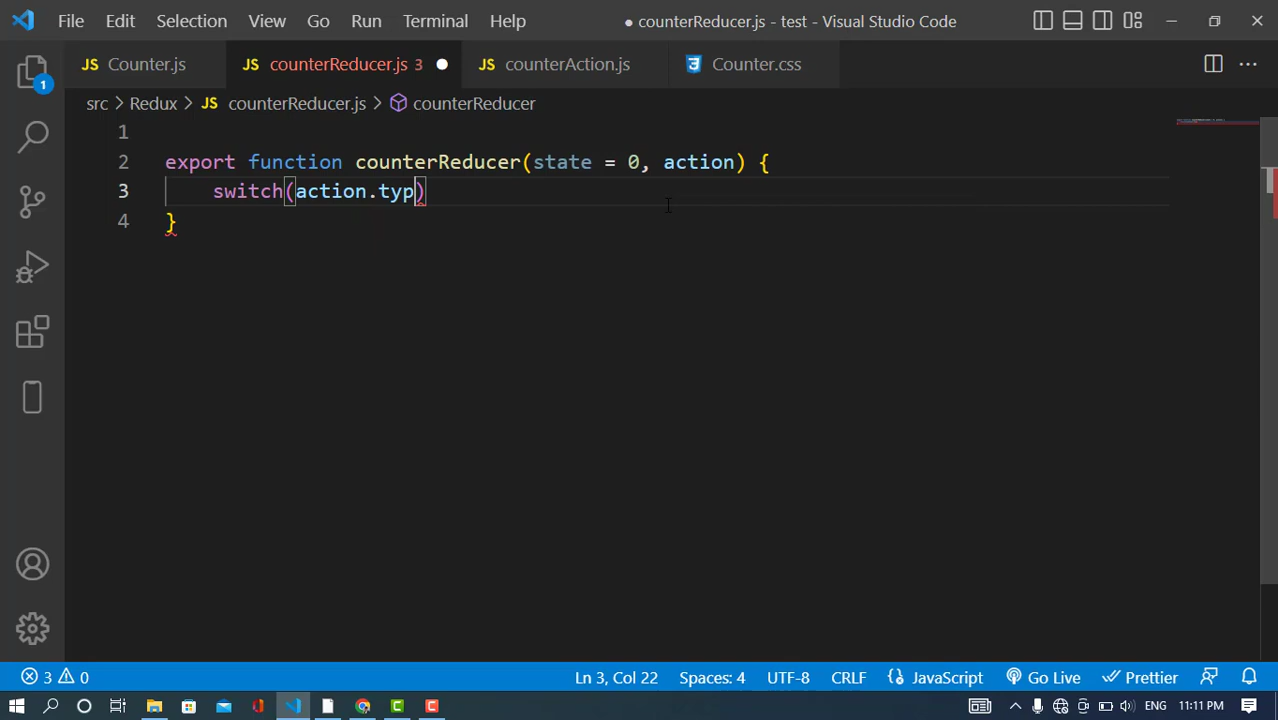 File Edit Selection View Go Run Terminal Help ● counterReducer.js - test - Visual Studio Code
JS Counter.js JS counterReducer.js 3 JS counterAction.js Counter.css
1
src > Redux > JS counterReducer.js > counterReducer
1
2 export function counterReducer(state = 0, action) {
3 switch(action.typ)
4 }
3 0 Ln 3, Col 22 Spaces: 4 UTF-8 CRLF JavaScript Go Live Prettier
ENG 11:11 PM